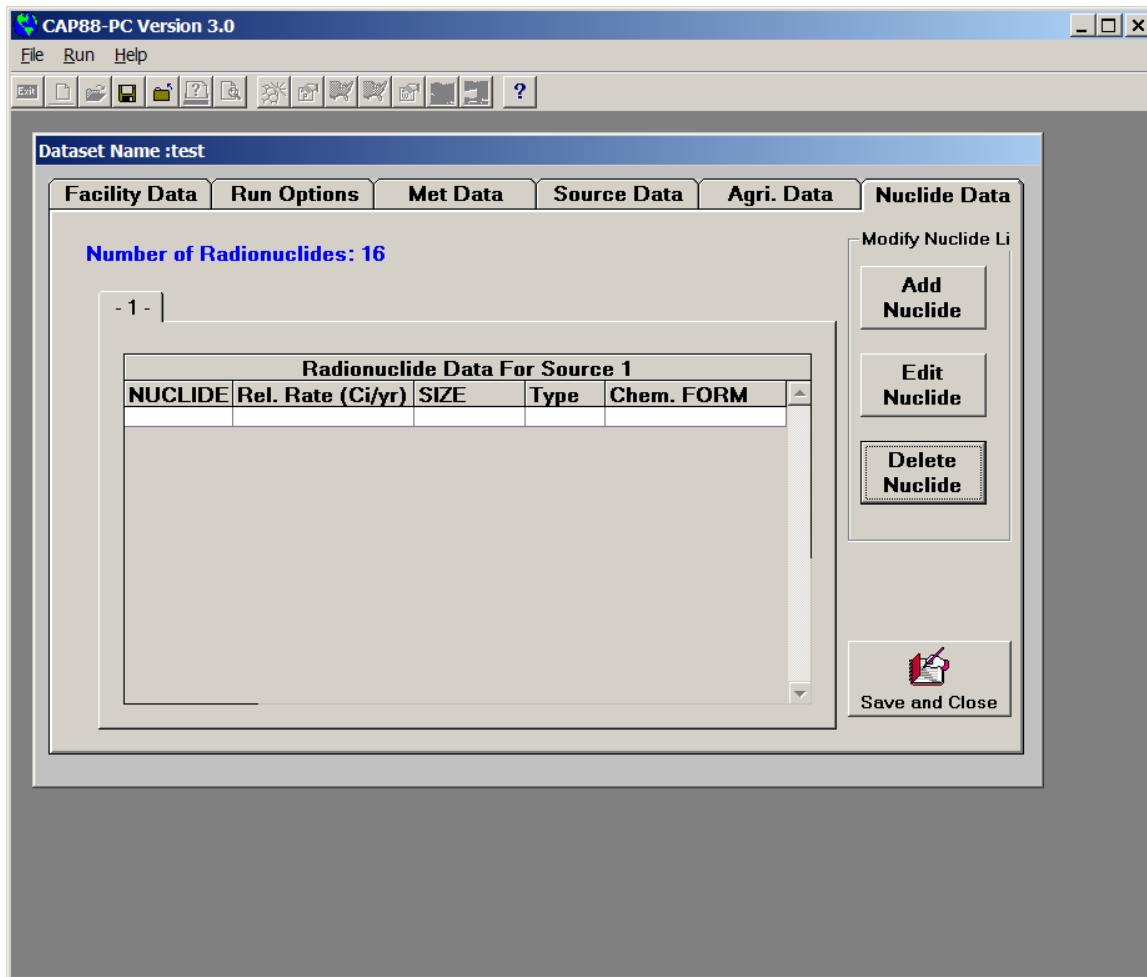 CAP88-PC Version 3.0
File Run Help
Exit ? ?
Dataset Name :test
Facility Data Run Options Met Data Source Data Agri. Data Nuclide Data
Number of Radionuclides: 16
Modify Nuclide Li
- 1 -
Add
Nuclide
Radionuclide Data For Source 1
NUCLIDE Rel. Rate (Ci/yr) SIZE Type Chem. FORM
Edit
Nuclide
Delete
Nuclide
Save and Close